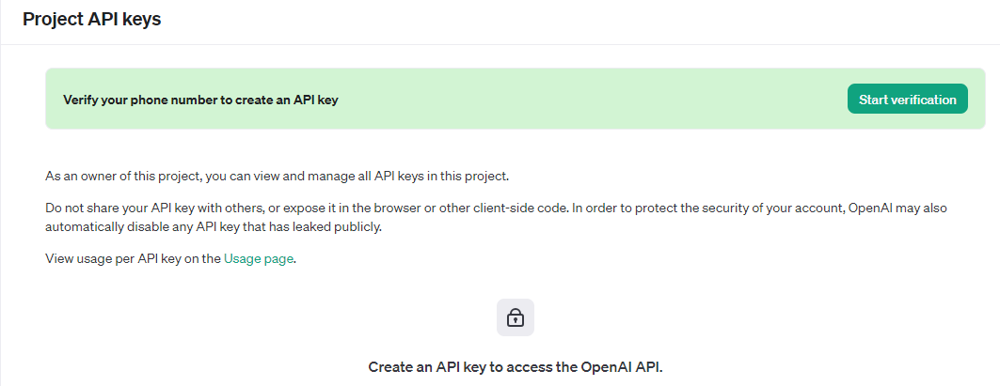 Project API keys
Verify your phone number to create an API key
Start verification
As an owner of this project, you can view and manage all API keys in this project.
Do not share your API key with others, or expose it in the browser or other client-side code. In order to protect the security of your account, OpenAI may also
automatically disable any API key that has leaked publicly.
View usage per API key on the Usage page.
Create an API key to access the OpenAI API.